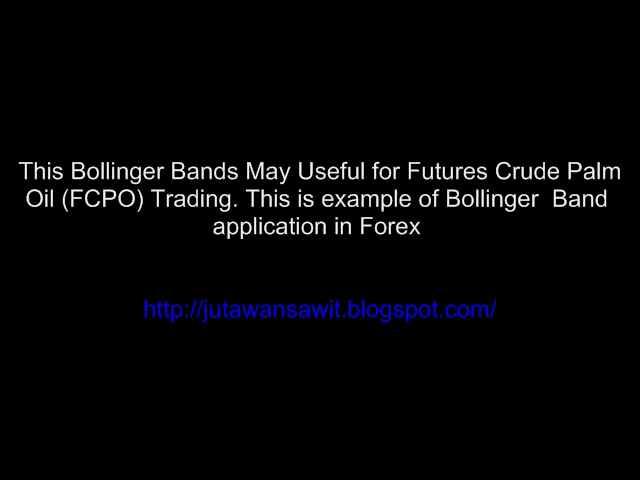 This Bollinger Bands May Useful for Futures Crude Palm
Oil (FCPO) Trading. This is example of Bollinger  Band
application in Forex
http://jutawansawit.blogspot.com/